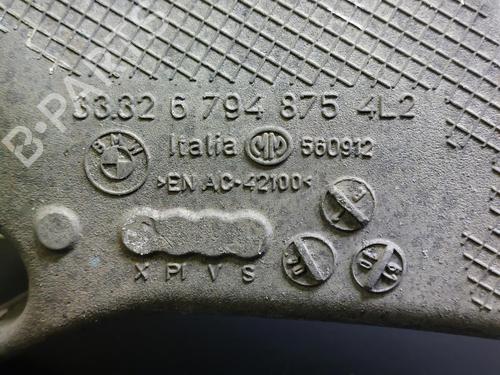 33.32 6 794 875 4L2
BMW
Italia 560912
>EN AC-42100<
X PI V S
B-PARTS